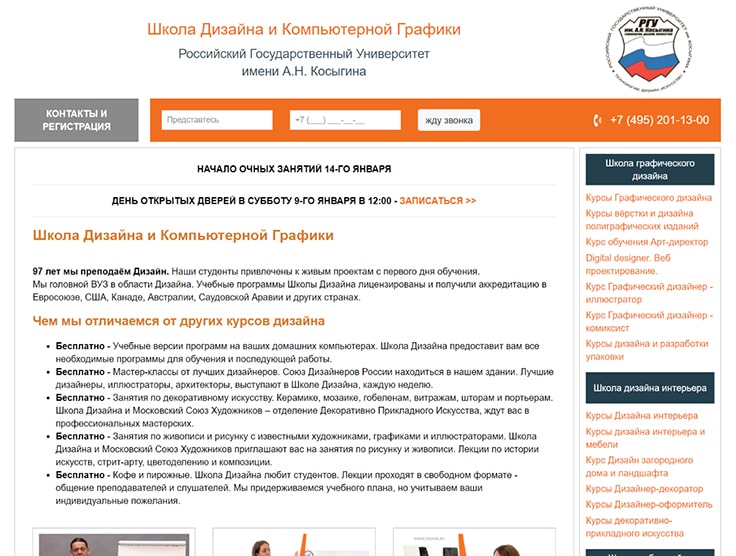 Школа Дизайна и Компьютерной Графики
Российский Государственный Университет
имени А.Н. Косыгина
РГУ
им. А.Н. Косыгина
КОНТАКТЫ И
РЕГИСТРАЦИЯ
Представтесь
+7 (___) ___-__-__
жду звонка
+7 (495) 201-13-00
НАЧАЛО ОЧНЫХ ЗАНЯТИЙ 14-ГО ЯНВАРЯ
ДЕНЬ ОТКРЫТЫХ ДВЕРЕЙ В СУББОТУ 9-ГО ЯНВАРЯ В 12:00 - ЗАПИСАТЬСЯ >>
Школа Дизайна и Компьютерной Графики
97 лет мы преподаём Дизайн. Наши студенты привлечены к живым проектам с первого дня обучения.
Мы головной ВУЗ в области Дизайна. Учебные программы Школы Дизайна лицензированы и получили аккредитацию в
Евросоюзе, США, Канаде, Австралии, Саудовской Аравии и других странах.
Чем мы отличаемся от других курсов дизайна
Бесплатно - Учебные версии программ на ваших домашних компьютерах. Школа Дизайна предоставит вам все
необходимые программы для обучения и последующей работы.
Бесплатно - Мастер-классы от лучших дизайнеров. Союз Дизайнеров России находиться в нашем здании. Лучшие
дизайнеры, иллюстраторы, архитекторы, выступают в Школе Дизайна, каждую неделю.
Бесплатно - Занятия по декоративному искусству. Керамике, мозаике, гобеленам, витражам, шторам и портьерам.
Школа Дизайна и Московский Союз Художников – отделение Декоративно Прикладного Искусства, ждут вас в
профессиональных мастерских.
Бесплатно - Занятия по живописи и рисунку с известными художниками, графиками и иллюстраторами. Школа
Дизайна и Московский Союз Художников приглашают вас на занятия по рисунку и живописи. Лекции по истории
искусств, стрит-арту, цветоделению и композиции.
Бесплатно - Кофе и пирожные. Школа Дизайна любит студентов. Лекции проходят в свободном формате -
общение преподавателей и слушателей. Мы придерживаемся учебного плана, но учитываем ваши
индивидуальные пожелания.
Школа графического
дизайна
Курсы Графического дизайна
Курсы вёрстки и дизайна
полиграфических изданий
Курс обучения Арт-директор
Digital designer. Веб
проектирование.
Курс Графический дизайнер -
иллюстратор
Курс Графический дизайнер -
комиксист
Курсы дизайна и разработки
упаковки
Школа дизайна интерьера
Курсы Дизайна интерьера
Курсы дизайна интерьера и
мебели
Курс Дизайн загородного
дома и ландшафта
Курсы Дизайнер-декоратор
Курсы Дизайнер-оформитель
Курсы декоративно-
прикладного искусства